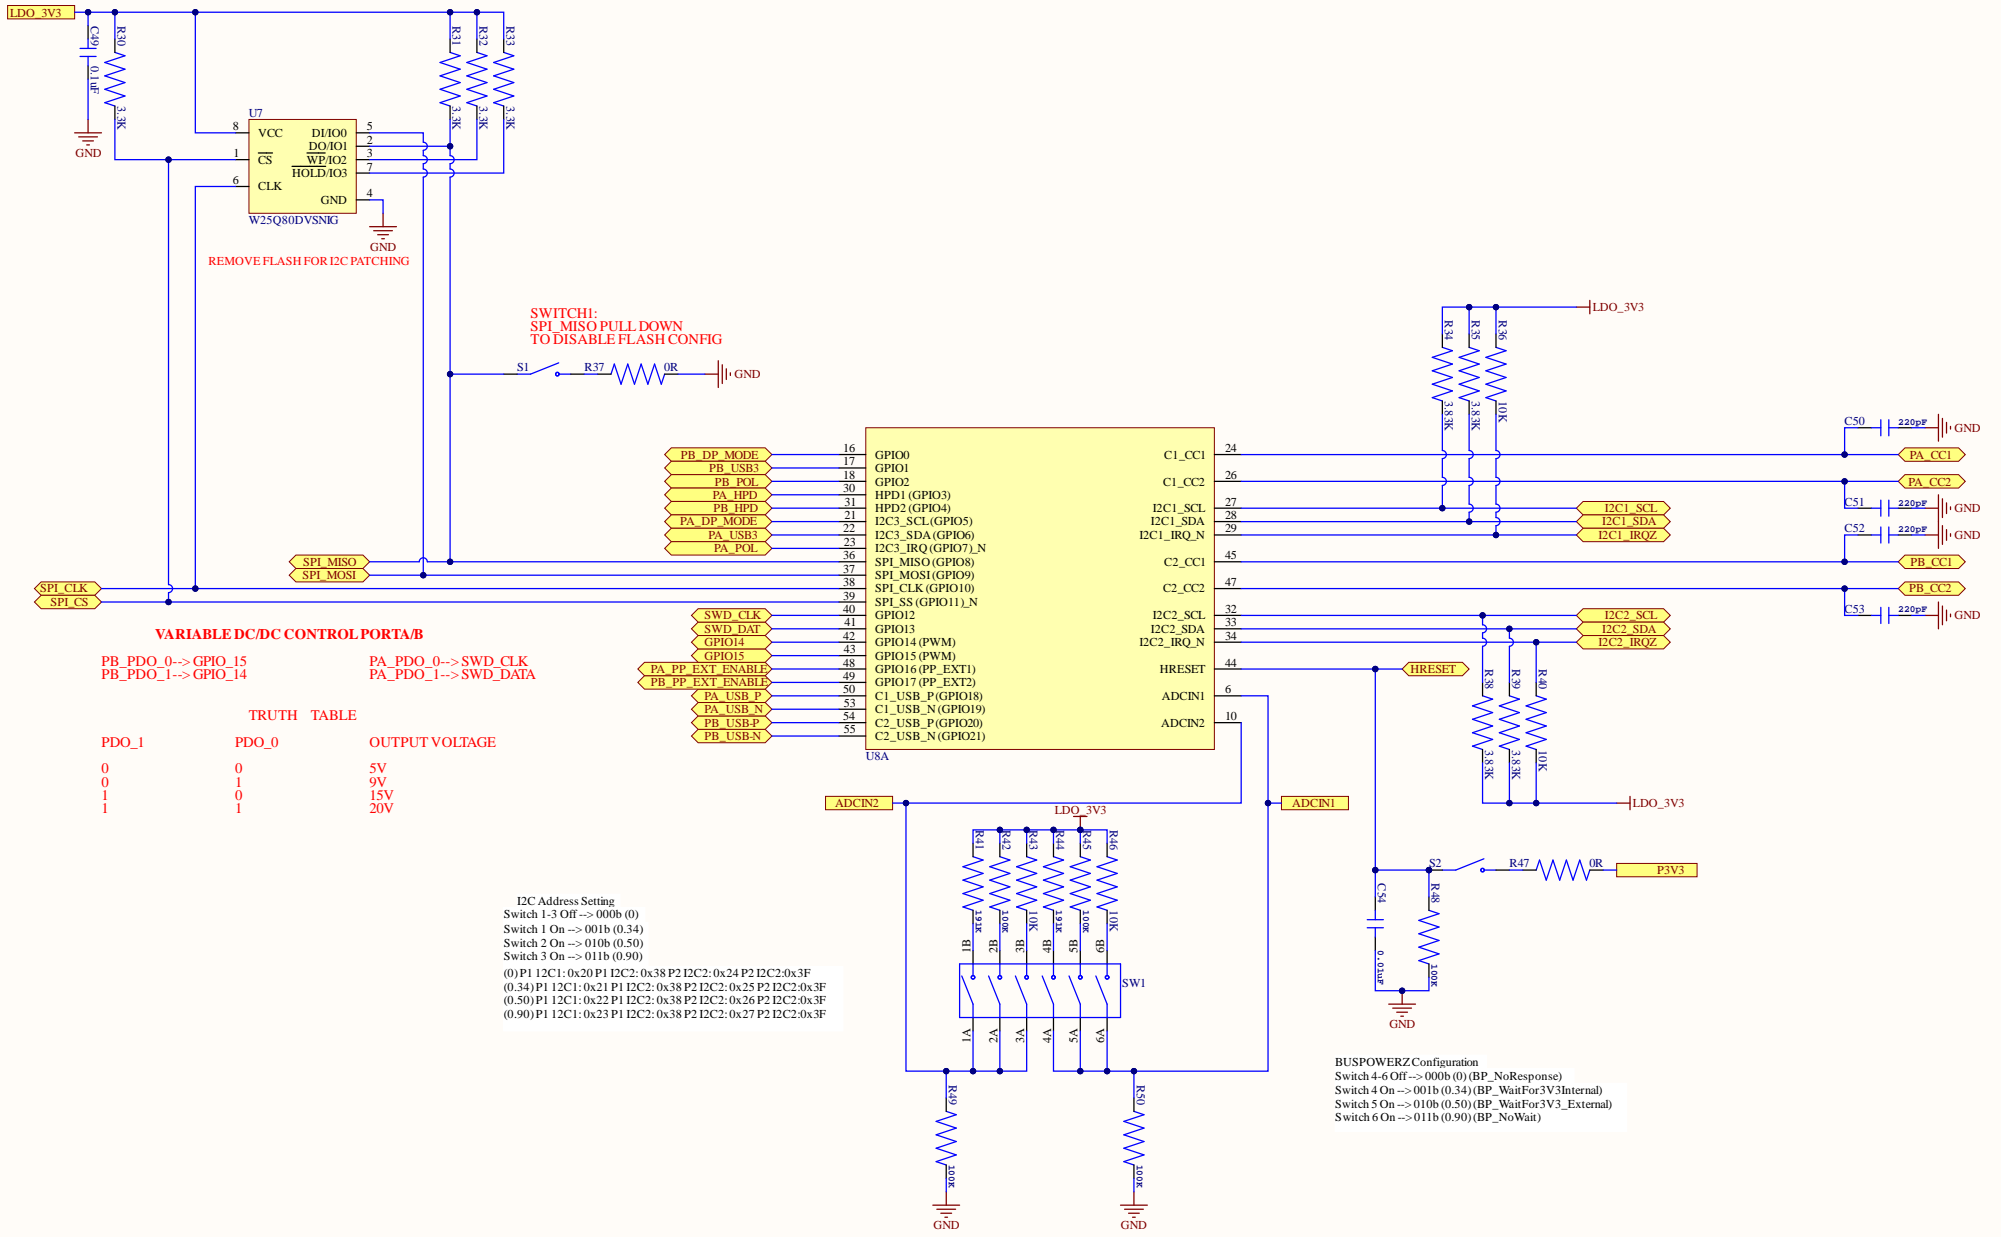 LDO_3V3
C49
0.1uF
GND
R30
3.3K
R31
3.3K
R32
3.3K
R33
3.3K
U7
8 VCC
1 CS
6 CLK
DI/IO0 5
DO/IO1 2
WP/IO2 3
HOLD/IO3 7
GND 4
W25Q80DVSNIG
GND
REMOVE FLASH FOR I2C PATCHING
SWITCH1:
SPI_MISO PULL DOWN
TO DISABLE FLASH CONFIG
S1 R37 0R GND
SPI_MISO
SPI_MOSI
SPI_CLK
SPI_CS
PB_DP_MODE 16 GPIO0
PB_USB3 17 GPIO1
PB_POL 18 GPIO2
PA_HPD 30 HPD1 (GPIO3)
PB_HPD 31 HPD2 (GPIO4)
PA_DP_MODE 21 I2C3_SCL (GPIO5)
PA_USB3 22 I2C3_SDA (GPIO6)
PA_POL 23 I2C3_IRQ (GPIO7)_N
36 SPI_MISO (GPIO8)
37 SPI_MOSI (GPIO9)
38 SPI_CLK (GPIO10)
39 SPI_SS (GPIO11)_N
SWD_CLK 40 GPIO12
SWD_DAT 41 GPIO13
GPIO14 42 GPIO14 (PWM)
GPIO15 43 GPIO15 (PWM)
PA_PP_EXT_ENABLE 48 GPIO16 (PP_EXT1)
PB_PP_EXT_ENABLE 49 GPIO17 (PP_EXT2)
PA_USB_P 50 C1_USB_P (GPIO18)
PA_USB_N 53 C1_USB_N (GPIO19)
PB_USB-P 54 C2_USB_P (GPIO20)
PB_USB-N 55 C2_USB_N (GPIO21)
U8A
C1_CC1 24
C1_CC2 26
I2C1_SCL 27
I2C1_SDA 28
I2C1_IRQ_N 29
C2_CC1 45
C2_CC2 47
I2C2_SCL 32
I2C2_SDA 33
I2C2_IRQ_N 34
HRESET 44
ADCIN1 6
ADCIN2 10
LDO_3V3
R34
3.83K
R35
3.83K
R36
10K
C50 220pF GND
PA_CC1
PA_CC2
C51 220pF GND
I2C1_SCL
I2C1_SDA
I2C1_IRQZ
C52 220pF GND
PB_CC1
PB_CC2
C53 220pF GND
I2C2_SCL
I2C2_SDA
I2C2_IRQZ
HRESET
R38
3.83K
R39
3.83K
R40
10K
LDO_3V3
VARIABLE DC/DC CONTROL PORTA/B
PB_PDO_0--> GPIO_15 PA_PDO_0--> SWD_CLK
PB_PDO_1--> GPIO_14 PA_PDO_1--> SWD_DATA
TRUTH TABLE
PDO_1 PDO_0 OUTPUT VOLTAGE
0 0 5V
0 1 9V
1 0 15V
1 1 20V
ADCIN2
ADCIN1
LDO_3V3
R41
191K
R42
100K
R43
10K
R44
191K
R45
100K
R46
10K
1B 2B 3B 4B 5B 6B
SW1
1A 2A 3A 4A 5A 6A
R49
100K
GND
R50
100K
GND
S2 R47 0R P3V3
C54
0.01uF
R48
100K
GND
I2C Address Setting
Switch 1-3 Off --> 000b (0)
Switch 1 On --> 001b (0.34)
Switch 2 On --> 010b (0.50)
Switch 3 On --> 011b (0.90)
(0) P1 12C1: 0x20 P1 I2C2: 0x38 P2 I2C2: 0x24 P2 I2C2:0x3F
(0.34) P1 12C1: 0x21 P1 I2C2: 0x38 P2 I2C2: 0x25 P2 I2C2:0x3F
(0.50) P1 12C1: 0x22 P1 I2C2: 0x38 P2 I2C2: 0x26 P2 I2C2:0x3F
(0.90) P1 12C1: 0x23 P1 I2C2: 0x38 P2 I2C2: 0x27 P2 I2C2:0x3F
BUSPOWERZ Configuration
Switch 4-6 Off --> 000b (0) (BP_NoResponse)
Switch 4 On --> 001b (0.34) (BP_WaitFor3V3Internal)
Switch 5 On --> 010b (0.50) (BP_WaitFor3V3_External)
Switch 6 On --> 011b (0.90) (BP_NoWait)